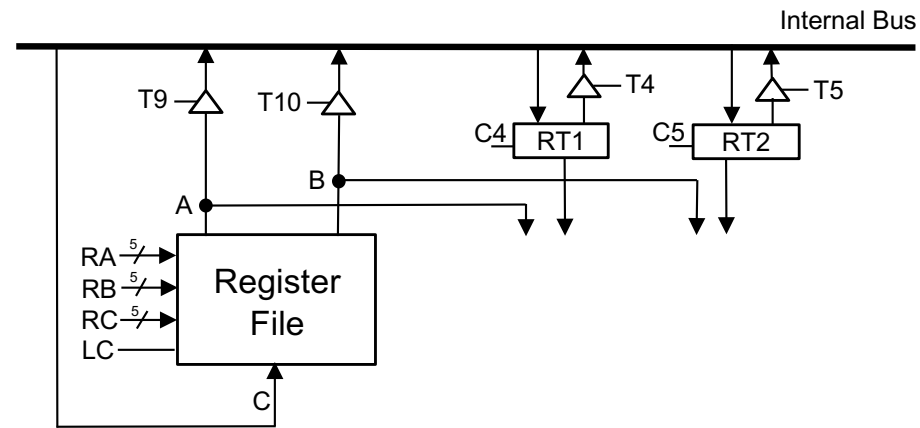 Internal Bus
T9
T10
T4
T5
C4
RT1
C5
RT2
B
A
RA 5
RB 5
RC 5
LC
Register
File
C